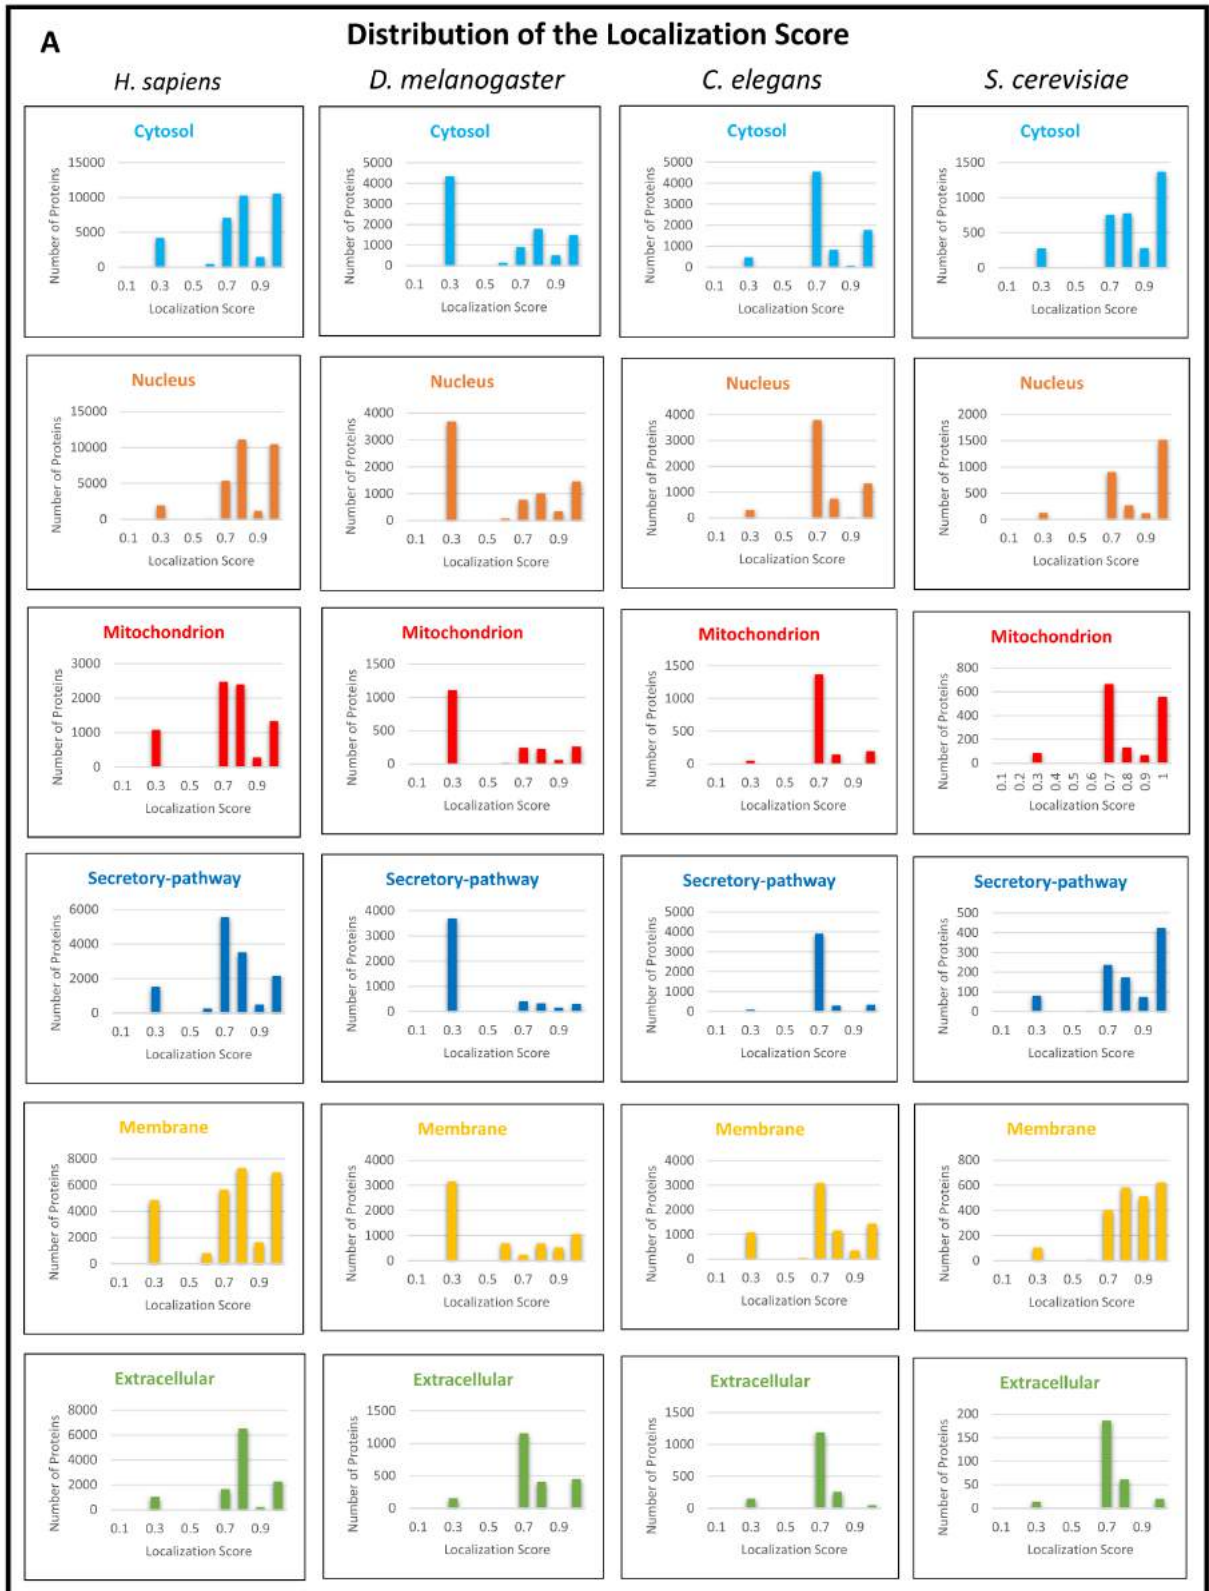 A
Distribution of the Localization Score
H. sapiens
D. melanogaster
C. elegans
S. cerevisiae
Cytosol
Number of Proteins
15000
10000
5000
0
0.1 0.3 0.5 0.7 0.9
Localization Score
Cytosol
Number of Proteins
5000
4000
3000
2000
1000
0
0.1 0.3 0.5 0.7 0.9
Localization Score
Cytosol
Number of Proteins
5000
4000
3000
2000
1000
0
0.1 0.3 0.5 0.7 0.9
Localization Score
Cytosol
Number of Proteins
1500
1000
500
0
0.1 0.3 0.5 0.7 0.9
Localization Score
Nucleus
Number of Proteins
15000
10000
5000
0
0.1 0.3 0.5 0.7 0.9
Localization Score
Nucleus
Number of Proteins
4000
3000
2000
1000
0
0.1 0.3 0.5 0.7 0.9
Localization Score
Nucleus
Number of Proteins
4000
3000
2000
1000
0
0.1 0.3 0.5 0.7 0.9
Localization Score
Nucleus
Number of Proteins
2000
1500
1000
500
0
0.1 0.3 0.5 0.7 0.9
Localization Score
Mitochondrion
Number of Proteins
3000
2000
1000
0
0.1 0.3 0.5 0.7 0.9
Localization Score
Mitochondrion
Number of Proteins
1500
1000
500
0
0.1 0.3 0.5 0.7 0.9
Localization Score
Mitochondrion
Number of Proteins
1500
1000
500
0
0.1 0.3 0.5 0.7 0.9
Localization Score
Mitochondrion
Number of Proteins
800
600
400
200
0
0.1 0.2 0.3 0.4 0.5 0.6 0.7 0.8 0.9 1
Localization Score
Secretory-pathway
Number of Proteins
6000
4000
2000
0
0.1 0.3 0.5 0.7 0.9
Localization Score
Secretory-pathway
Number of Proteins
4000
3000
2000
1000
0
0.1 0.3 0.5 0.7 0.9
Localization Score
Secretory-pathway
Number of Proteins
5000
4000
3000
2000
1000
0
0.1 0.3 0.5 0.7 0.9
Localization Score
Secretory-pathway
Number of Proteins
500
400
300
200
100
0
0.1 0.3 0.5 0.7 0.9
Localization Score
Membrane
Number of Proteins
8000
6000
4000
2000
0
0.1 0.3 0.5 0.7 0.9
Localization Score
Membrane
Number of Proteins
4000
3000
2000
1000
0
0.1 0.3 0.5 0.7 0.9
Localization Score
Membrane
Number of Proteins
4000
3000
2000
1000
0
0.1 0.3 0.5 0.7 0.9
Localization Score
Membrane
Number of Proteins
800
600
400
200
0
0.1 0.3 0.5 0.7 0.9
Localization Score
Extracellular
Number of Proteins
8000
6000
4000
2000
0
0.1 0.3 0.5 0.7 0.9
Localization Score
Extracellular
Number of Proteins
1500
1000
500
0
0.1 0.3 0.5 0.7 0.9
Localization Score
Extracellular
Number of Proteins
1500
1000
500
0
0.1 0.3 0.5 0.7 0.9
Localization Score
Extracellular
Number of Proteins
200
150
100
50
0
0.1 0.3 0.5 0.7 0.9
Localization Score